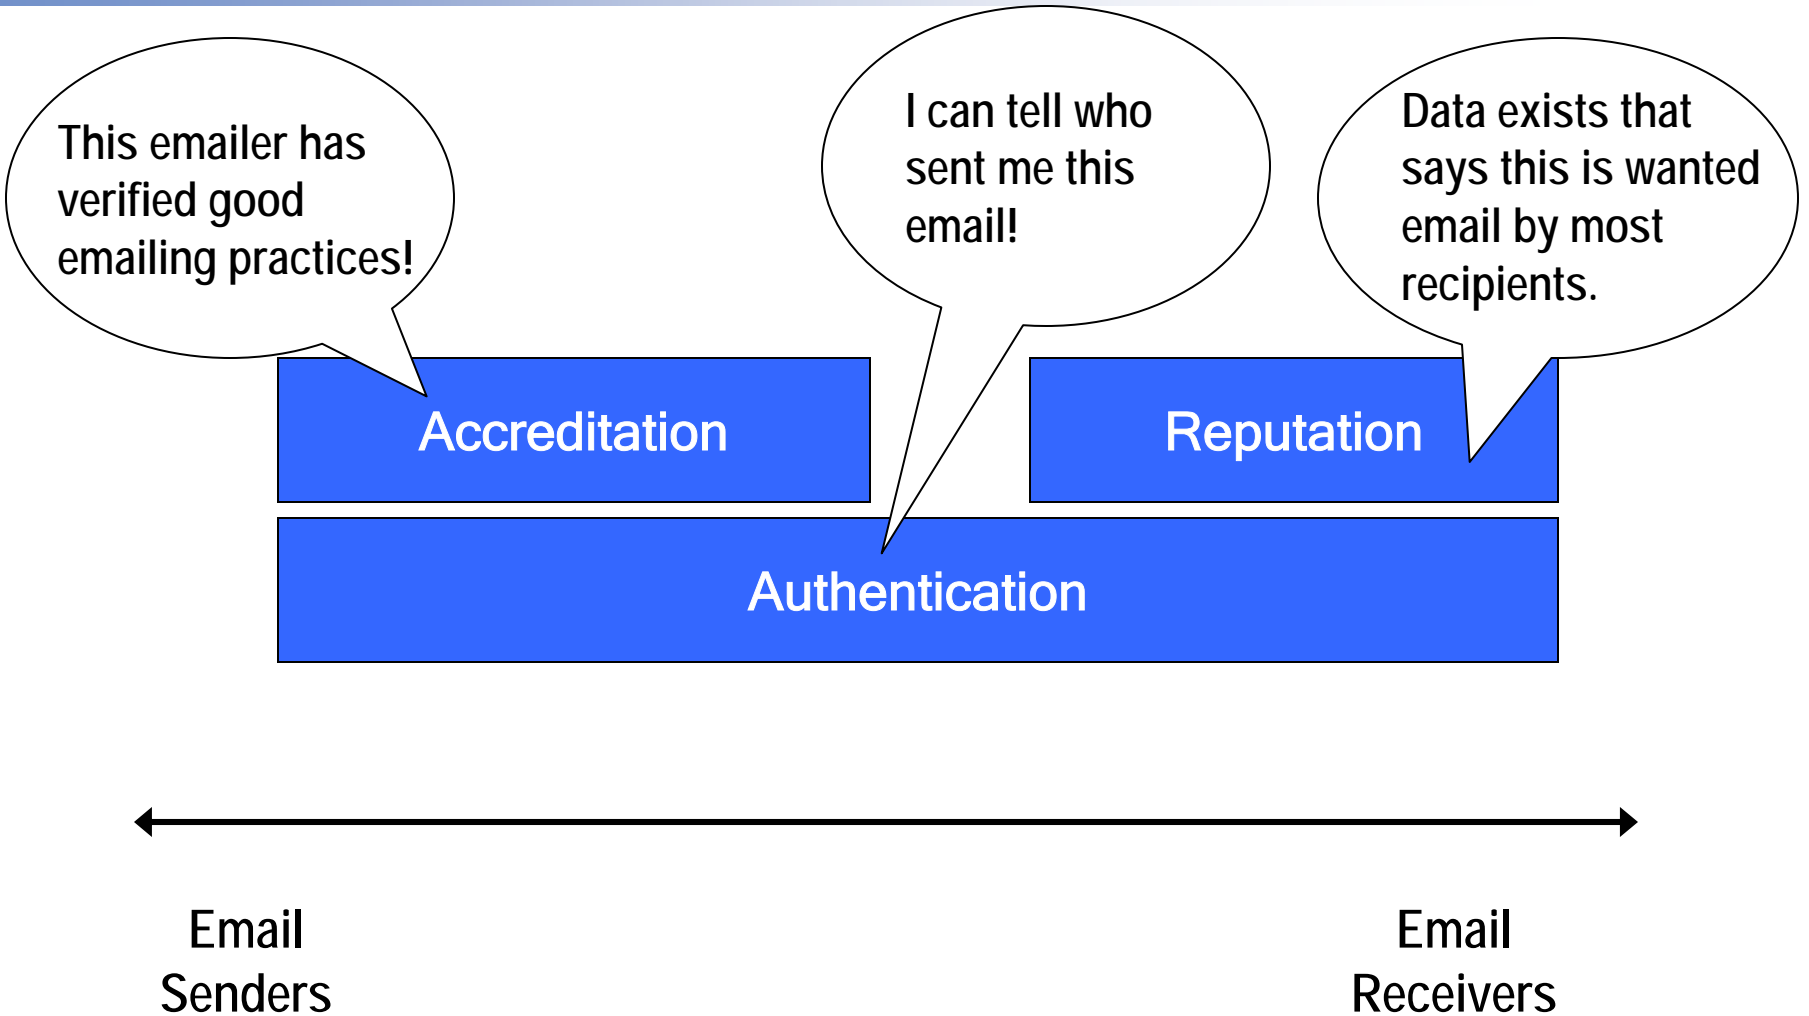 This emailer has
verified good
emailing practices!
I can tell who
sent me this
email!
Data exists that
says this is wanted
email by most
recipients.
Accreditation
Reputation
Authentication
Email
Senders
Email
Receivers